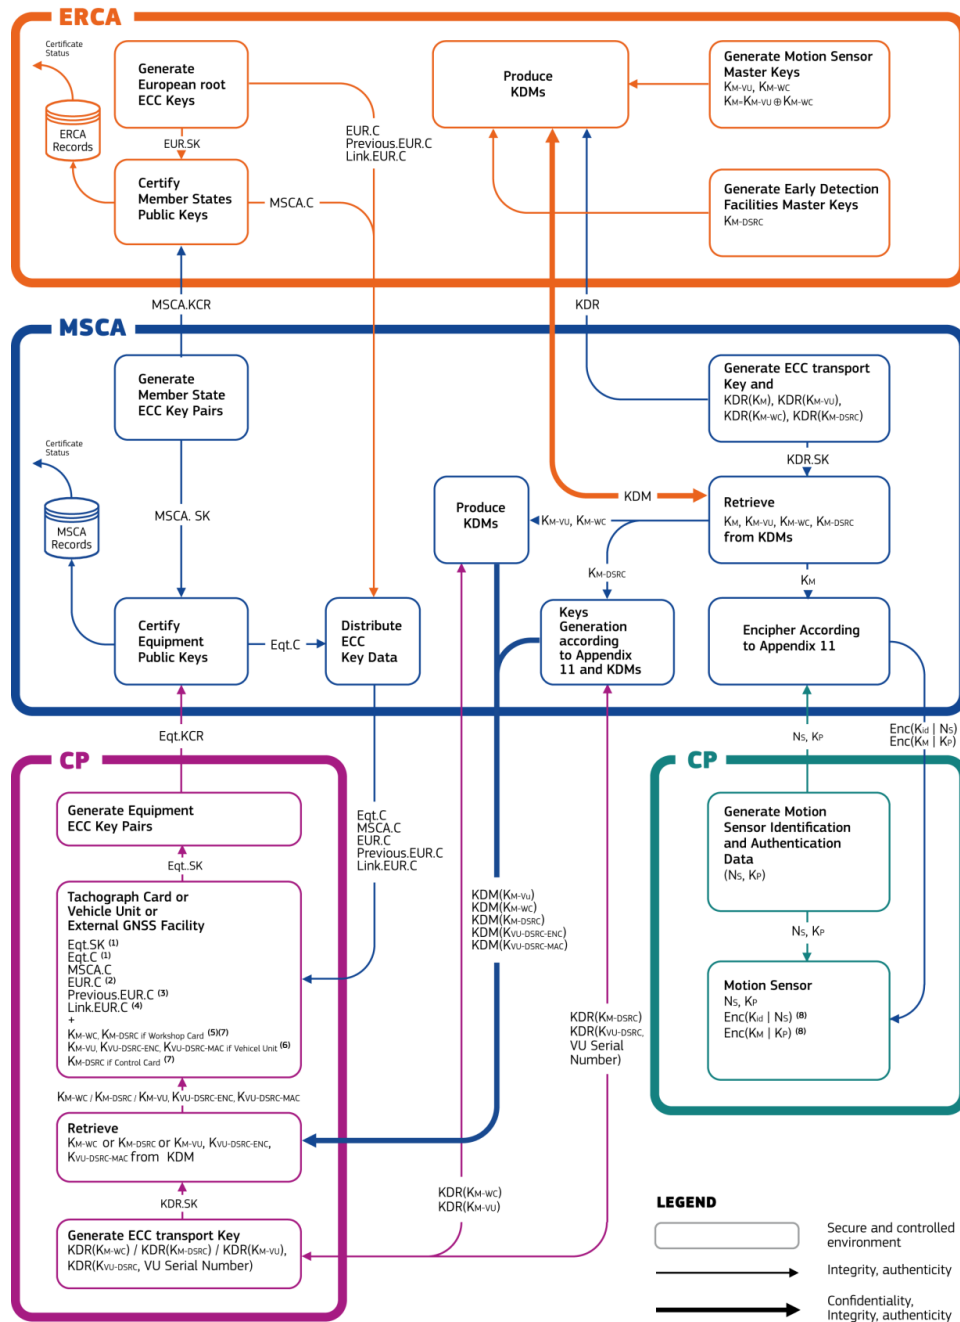 ERCA
Certificate
Status
ERCA
Records
Generate
European root
ECC Keys
EUR.SK
Certify
Member States
Public Keys
MSCA.C
EUR.C
Previous.EUR.C
Link.EUR.C
Produce
KDMs
Generate Motion Sensor
Master Keys
KM-VU, KM-WC
KM=KM-VU ⊕ KM-WC
Generate Early Detection
Facilities Master Keys
KM-DSRC
MSCA.KCR
KDR
MSCA
Generate
Member State
ECC Key Pairs
Certificate
Status
MSCA
Records
MSCA. SK
Certify
Equipment
Public Keys
Eqt.C
Distribute
ECC
Key Data
Produce
KDMs
KM-VU, KM-WC
KM-DSRC
Keys
Generation
according
to Appendix
11 and KDMs
Generate ECC transport
Key and
KDR(KM), KDR(KM-VU),
KDR(KM-WC), KDR(KM-DSRC)
KDR.SK
KDM
Retrieve
KM, KM-VU, KM-WC, KM-DSRC
from KDMs
KM
Encipher According
to Appendix 11
Eqt.KCR
NS, KP
Enc(Kid | NS)
Enc(KM | KP)
CP
Generate Equipment
ECC Key Pairs
Eqt.SK
Tachograph Card or
Vehicle Unit or
External GNSS Facility
Eqt.SK (1)
Eqt.C (1)
MSCA.C
EUR.C (2)
Previous.EUR.C (3)
Link.EUR.C (4)
+
KM-WC, KM-DSRC if Workshop Card (5)(7)
KM-VU, KVU-DSRC-ENC, KVU-DSRC-MAC if Vehicel Unit (6)
KM-DSRC if Control Card (7)
KM-WC / KM-DSRC / KM-VU, KVU-DSRC-ENC, KVU-DSRC-MAC
Retrieve
KM-WC or KM-DSRC or KM-VU, KVU-DSRC-ENC,
KVU-DSRC-MAC from KDM
KDR.SK
Generate ECC transport Key
KDR(KM-WC) / KDR(KM-DSRC) / KDR(KM-VU),
KDR(KVU-DSRC, VU Serial Number)
Eqt.C
MSCA.C
EUR.C
Previous.EUR.C
Link.EUR.C
KDM(KM-VU)
KDM(KM-WC)
KDM(KM-DSRC)
KDM(KVU-DSRC-ENC)
KDM(KVU-DSRC-MAC)
KDR(KM-DSRC)
KDR(KVU-DSRC,
VU Serial
Number)
KDR(KM-WC)
KDR(KM-VU)
CP
Generate Motion
Sensor Identification
and Authentication
Data
(NS, KP)
NS, KP
Motion Sensor
NS, KP
Enc(Kid | NS) (8)
Enc(KM | KP) (8)
LEGEND
Secure and controlled
environment
Integrity, authenticity
Confidentiality,
Integrity, authenticity